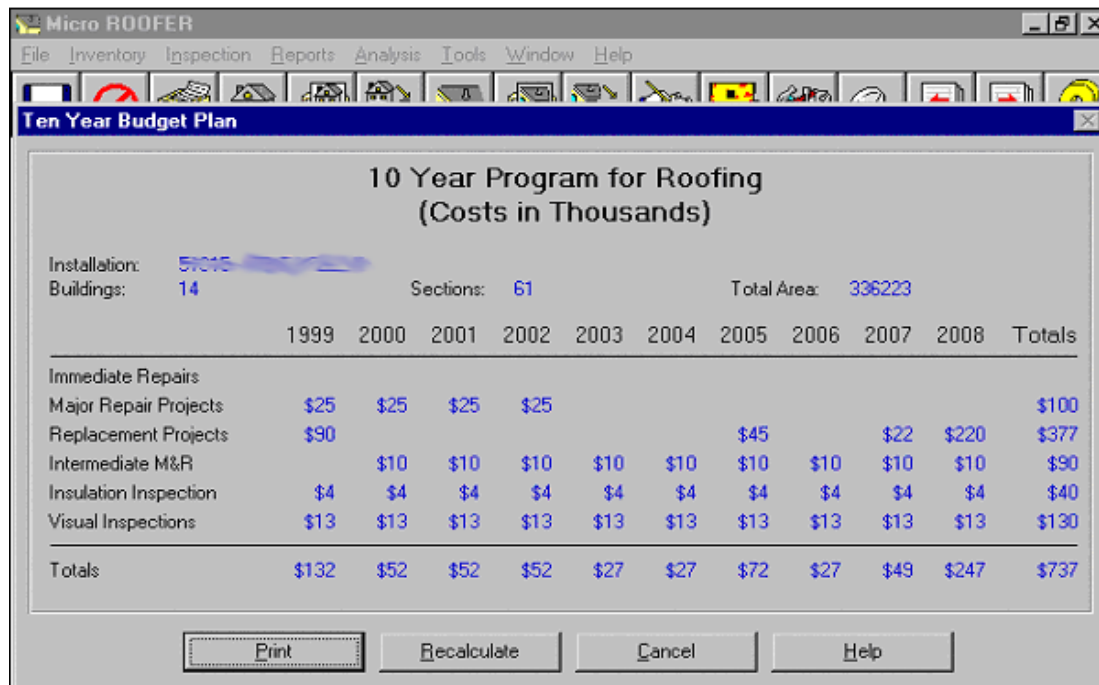 Micro ROOFER
File Inventory Inspection Reports Analysis Tools Window Help
Ten Year Budget Plan
10 Year Program for Roofing
(Costs in Thousands)
Installation:
Buildings: 14 Sections: 61 Total Area: 336223
1999 2000 2001 2002 2003 2004 2005 2006 2007 2008 Totals
Immediate Repairs
Major Repair Projects $25 $25 $25 $25 $100
Replacement Projects $90 $45 $22 $220 $377
Intermediate M&R $10 $10 $10 $10 $10 $10 $10 $10 $10 $90
Insulation Inspection $4 $4 $4 $4 $4 $4 $4 $4 $4 $4 $40
Visual Inspections $13 $13 $13 $13 $13 $13 $13 $13 $13 $13 $130
Totals $132 $52 $52 $52 $27 $27 $72 $27 $49 $247 $737
Print Recalculate Cancel Help